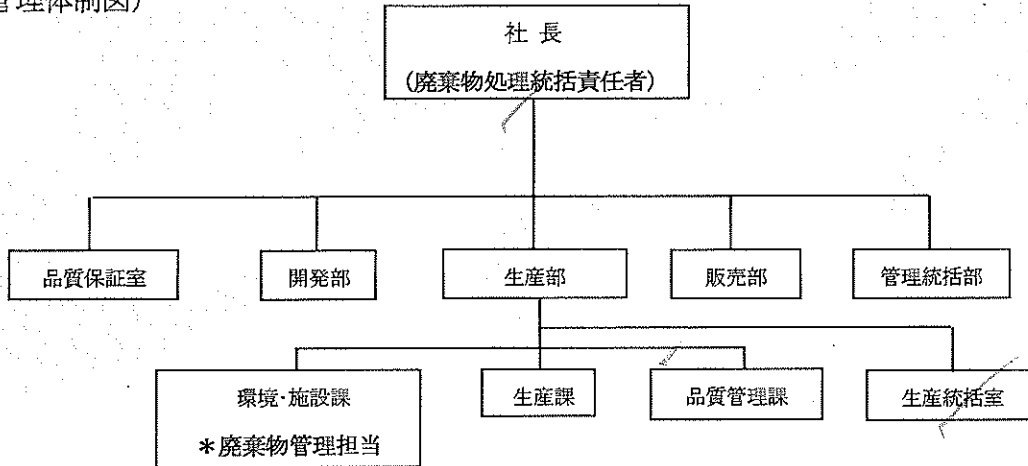 管理体制図)
社 長
(廃棄物処理統括責任者)
品質保証室
開発部
生産部
販売部
管理統括部
環境・施設課
*廃棄物管理担当
生産課
品質管理課
生産統括室